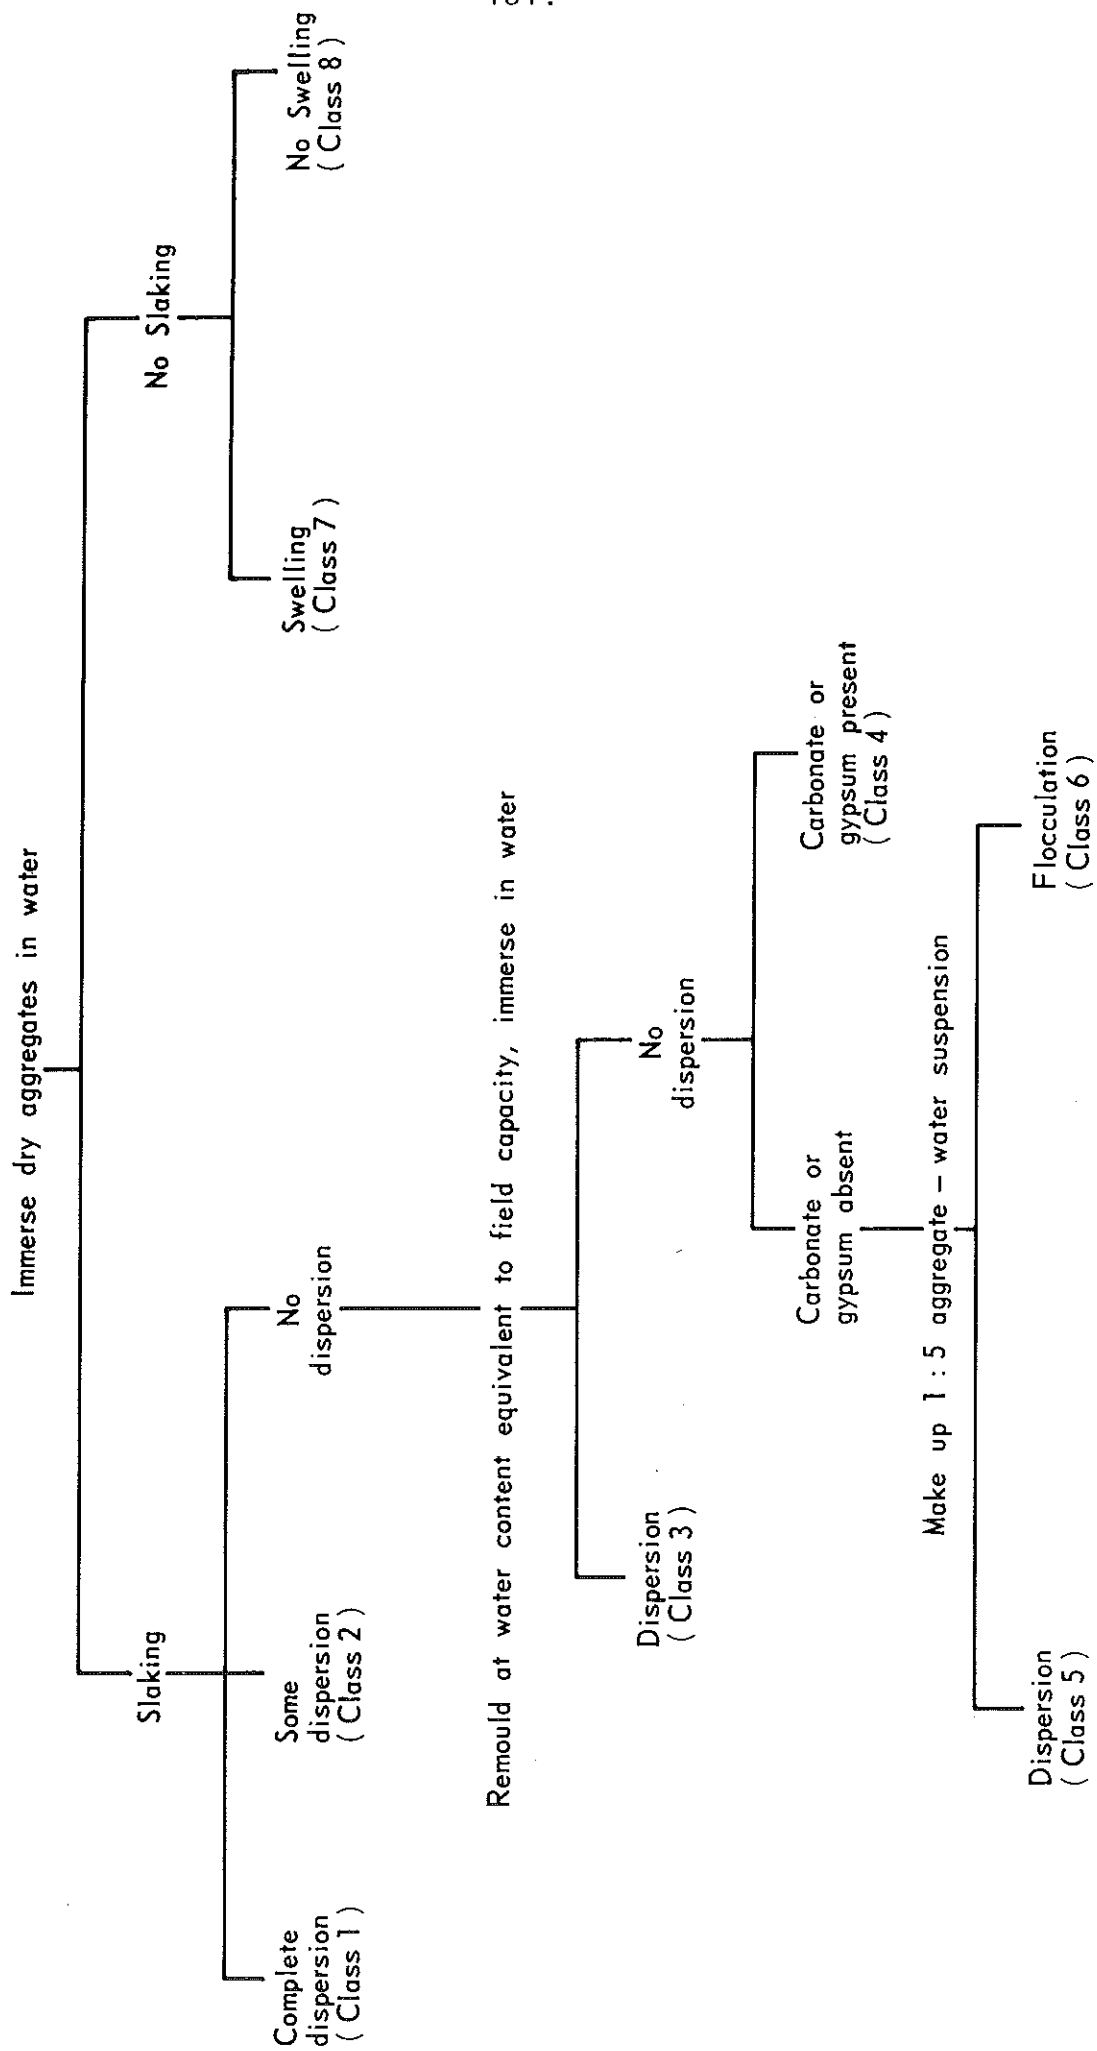 Immerse dry aggregates in water
Slaking
No Slaking
Complete
dispersion
( Class 1 )
Some
dispersion
( Class 2 )
No
dispersion
Swelling
( Class 7 )
No Swelling
( Class 8 )
Remould at water content equivalent to field capacity, immerse in water
Dispersion
( Class 3 )
No
dispersion
Carbonate or
gypsum absent
Carbonate or
gypsum present
( Class 4 )
Make up 1 : 5 aggregate – water suspension
Dispersion
( Class 5 )
Flocculation
( Class 6 )